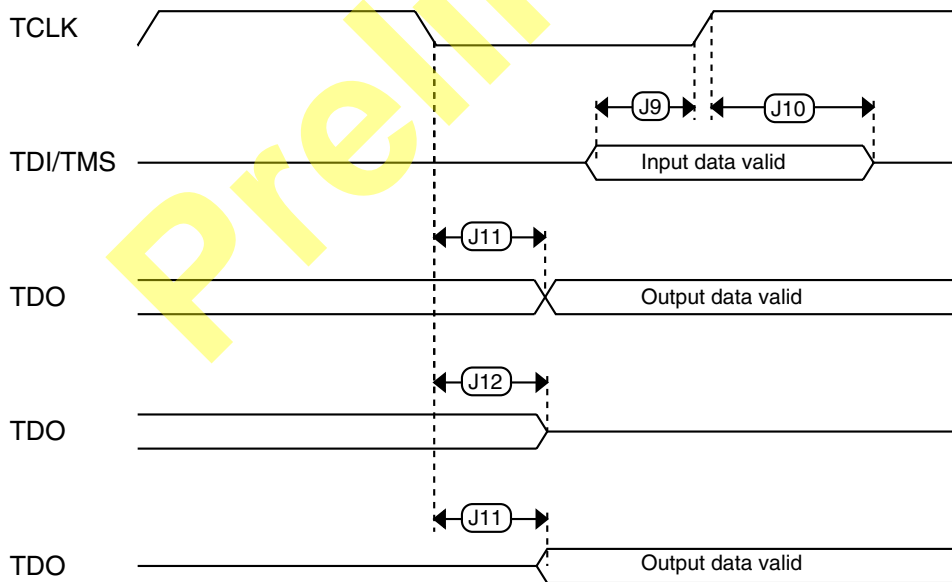 TCLK
J9
J10
TDI/TMS
Input data valid
J11
TDO
Output data valid
J12
TDO
J11
TDO
Output data valid
Preli